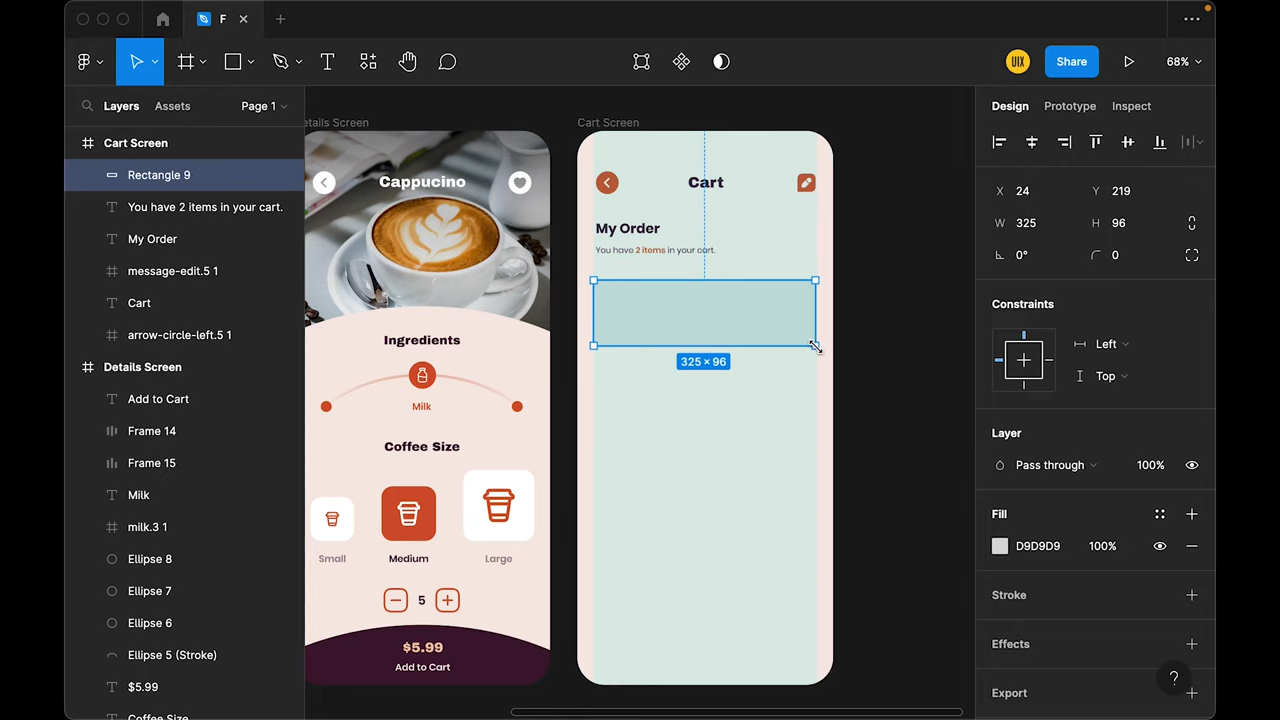 F
UIX
Share
68%
Layers
Assets
Page 1
Cart Screen
Rectangle 9
You have 2 items in your cart.
My Order
message-edit.5 1
Cart
arrow-circle-left.5 1
Details Screen
Add to Cart
Frame 14
Frame 15
Milk
milk.3 1
Ellipse 8
Ellipse 7
Ellipse 6
Ellipse 5 (Stroke)
$5.99
Coffee Size
etails Screen
Cappucino
Ingredients
Milk
Coffee Size
Small
Medium
Large
5
$5.99
Add to Cart
Cart Screen
Cart
My Order
You have 2 items in your cart.
325 × 96
Design
Prototype
Inspect
X 24
Y 219
W 325
H 96
0°
0
Constraints
Left
Top
Layer
Pass through
100%
Fill
D9D9D9
100%
Stroke
Effects
?
Export